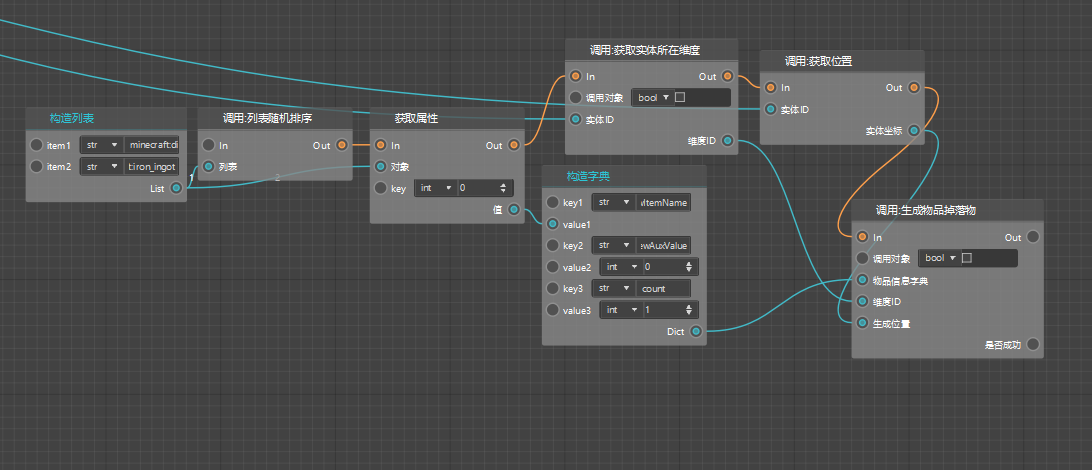 构造列表
item1 str minecraft:di
item2 str t:iron_ingot
List
1
2
调用:列表随机排序
In Out
列表
获取属性
In Out
对象
key int 0
值
调用:获取实体所在维度
In Out
调用对象 bool
实体ID
维度ID
调用:获取位置
In Out
实体ID
实体坐标
构造字典
key1 str ItemName
value1
key2 str ewAuxValue
value2 int 0
key3 str count
value3 int 1
Dict
调用:生成物品掉落物
In Out
调用对象 bool
物品信息字典
维度ID
生成位置
是否成功